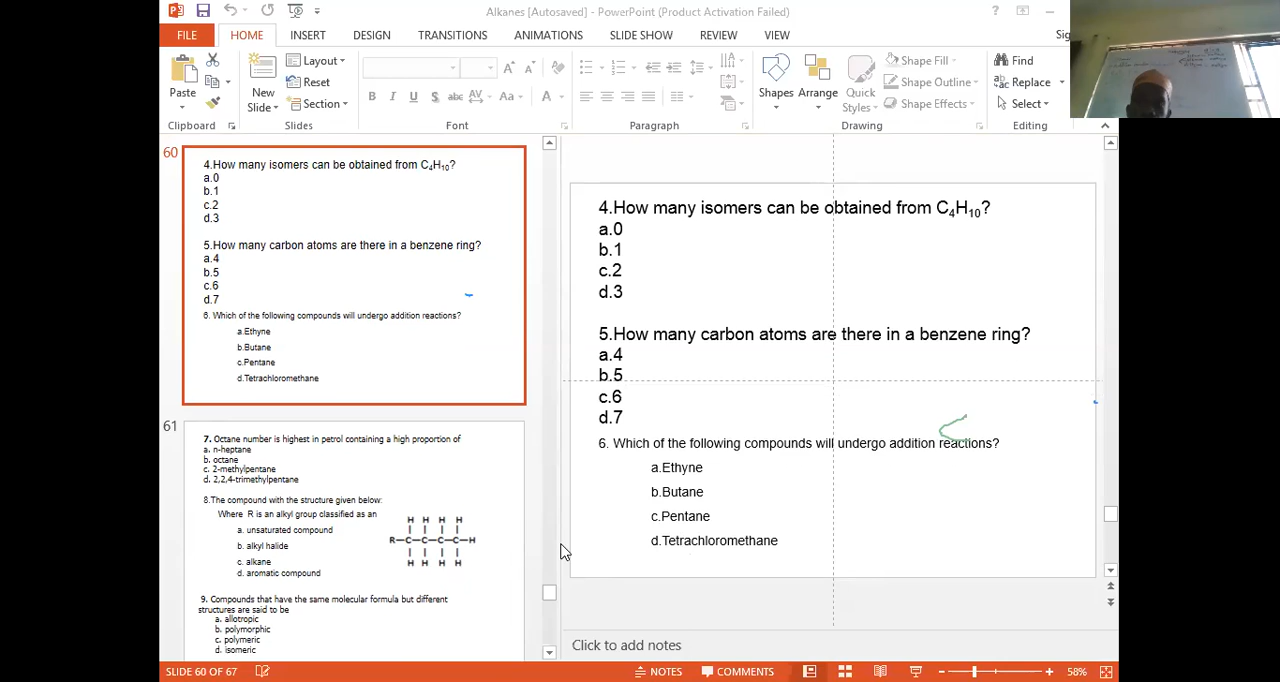 Alkanes [Autosaved] - PowerPoint (Product Activation Failed)
FILE HOME INSERT DESIGN TRANSITIONS ANIMATIONS SLIDE SHOW REVIEW VIEW
Paste
New
Slide
Layout
Reset
Section
Shapes
Arrange
Quick
Styles
Shape Fill
Shape Outline
Shape Effects
Find
Replace
Select
Clipboard Slides Font Paragraph Drawing Editing
60
4.How many isomers can be obtained from C₄H₁₀?
a.0
b.1
c.2
d.3
5.How many carbon atoms are there in a benzene ring?
a.4
b.5
c.6
d.7
6. Which of the following compounds will undergo addition reactions?
a.Ethyne
b.Butane
c.Pentane
d.Tetrachloromethane
61
7. Octane number is highest in petrol containing a high proportion of
a. n-heptane
b. octane
c. 2-methylpentane
d. 2,2,4-trimethylpentane
8.The compound with the structure given below:
Where R is an alkyl group classified as an
a. unsaturated compound
b. alkyl halide
c. alkane
d. aromatic compound
H H H H
R-C-C-C-C-H
H H H H
9. Compounds that have the same molecular formula but different
structures are said to be
a. allotropic
b. polymorphic
c. polymeric
d. isomeric
4.How many isomers can be obtained from C₄H₁₀?
a.0
b.1
c.2
d.3
5.How many carbon atoms are there in a benzene ring?
a.4
b.5
c.6
d.7
6. Which of the following compounds will undergo addition reactions?
a.Ethyne
b.Butane
c.Pentane
d.Tetrachloromethane
Click to add notes
SLIDE 60 OF 67
NOTES
COMMENTS
58%